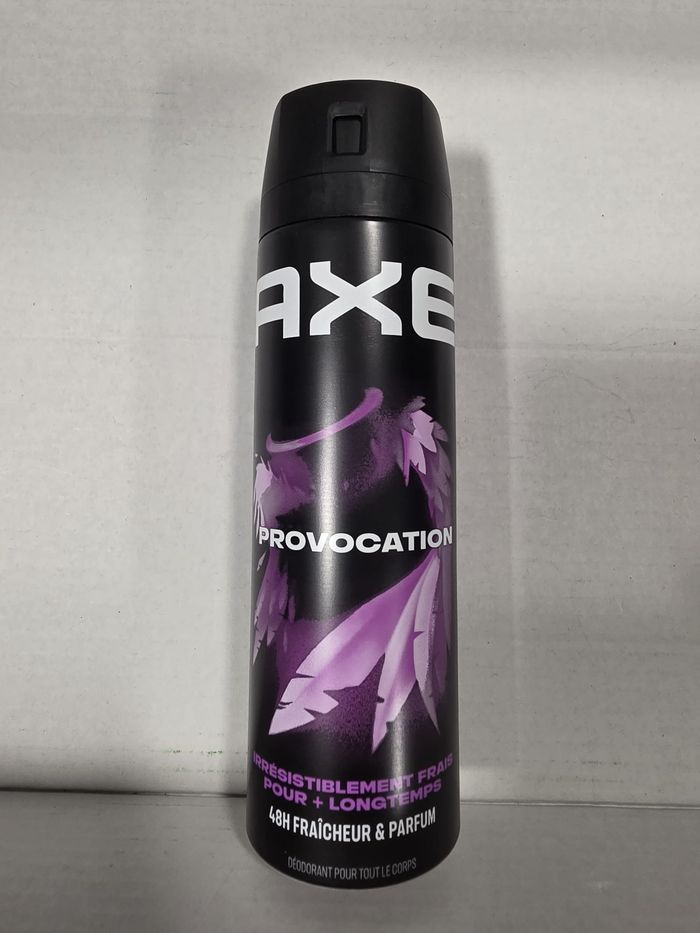 AXE
PROVOCATION
IRRÉSISTIBLEMENT FRAIS
POUR + LONGTEMPS
48H FRAÎCHEUR & PARFUM
DÉODORANT POUR TOUT LE CORPS